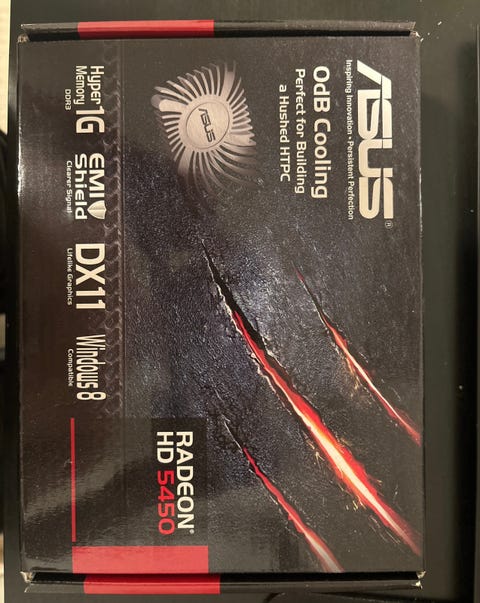 ASUS®
Inspiring Innovation • Persistent Perfection
0dB Cooling
Perfect for Building
a Hushed HTPC
ASUS
RADEON®
HD 5450
Hyper 1G
Memory
DDR3
EMI Shield
Clearer Signal
DX11
Lifelike Graphics
Windows 8
Compatible